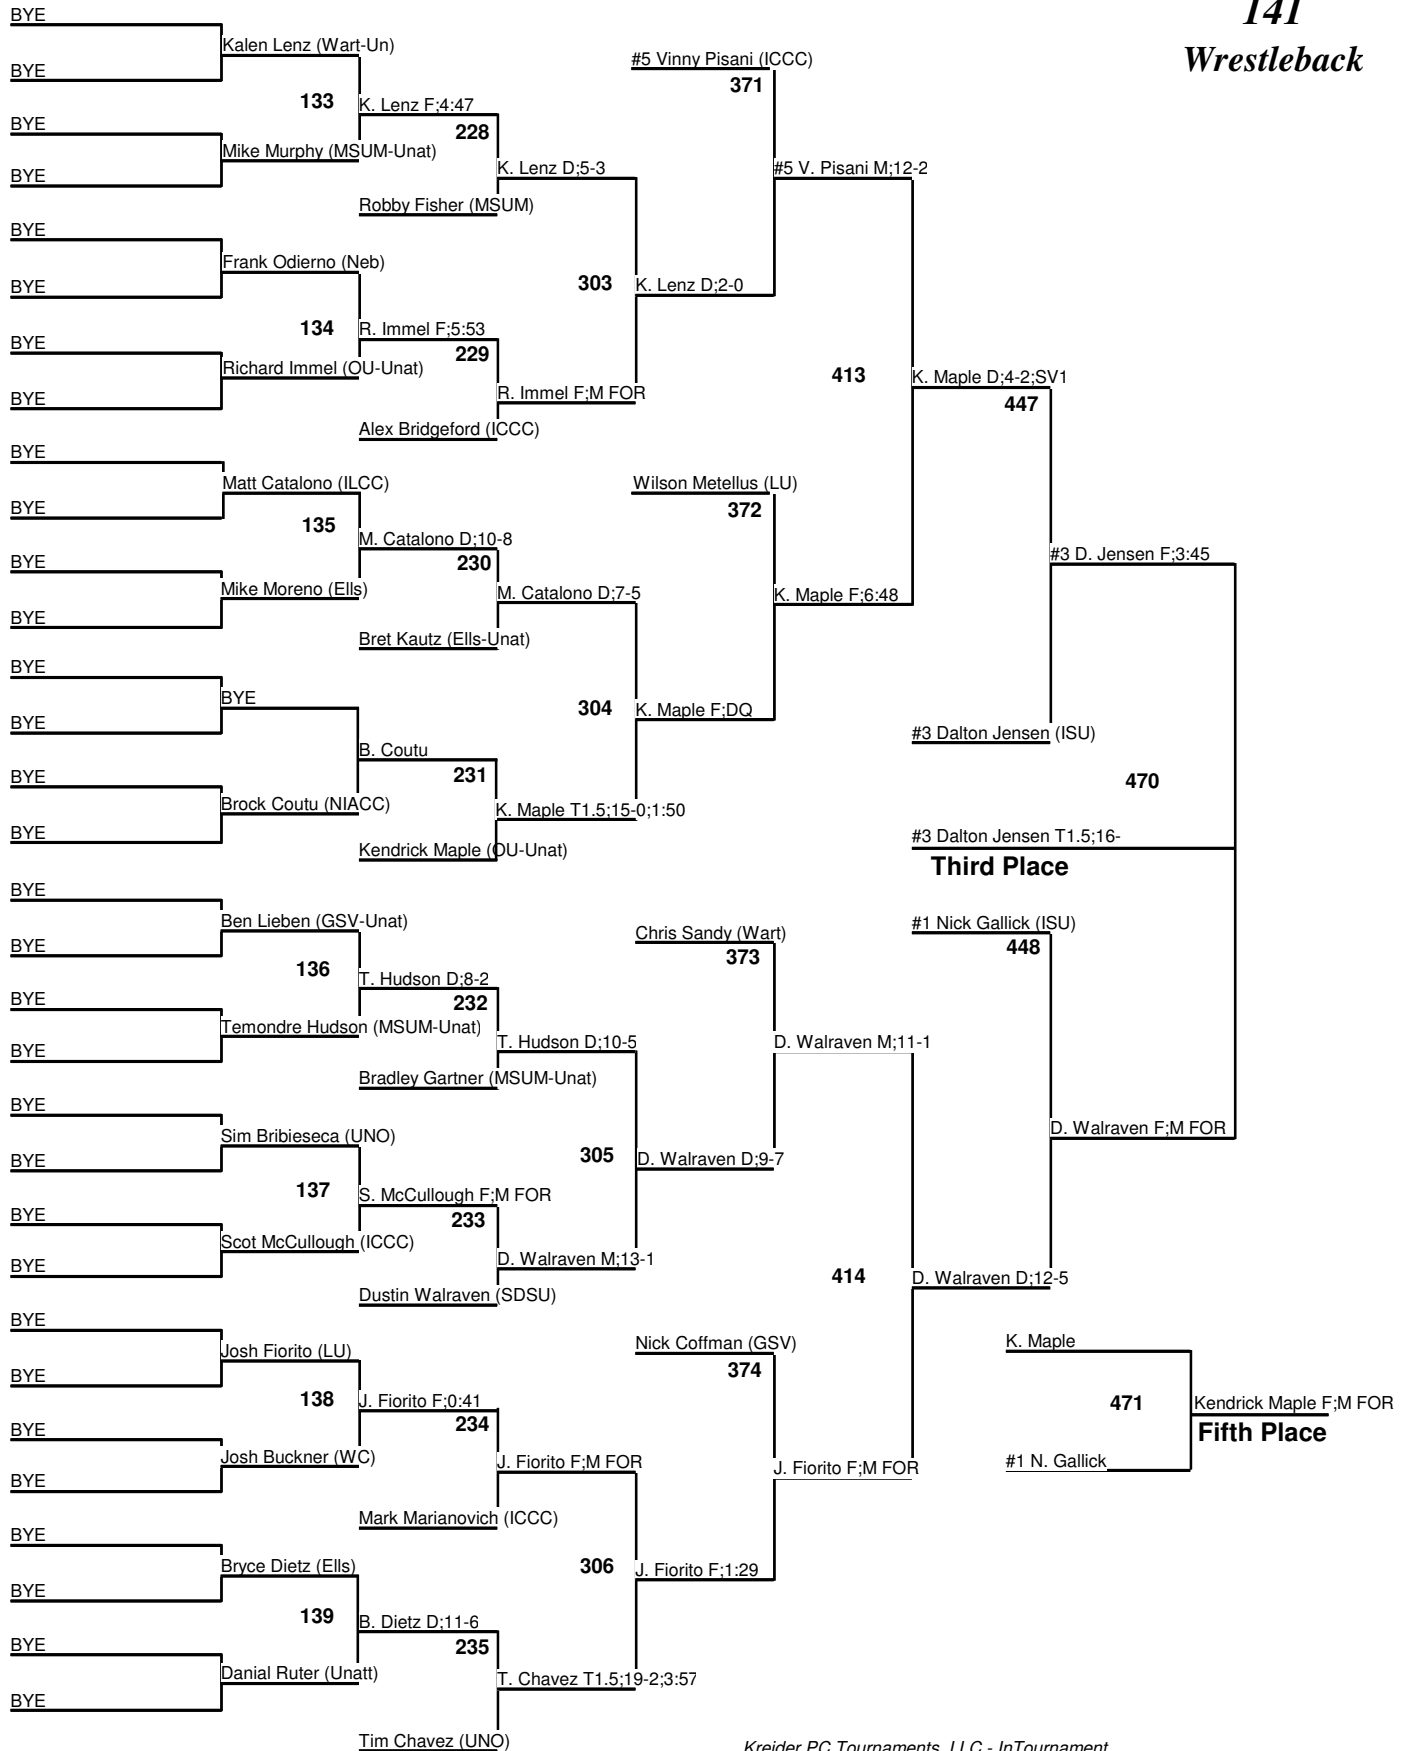 141
Wrestleback
BYE
Kalen Lenz (Wart-Un)
#5 Vinny Pisani (ICCC)
BYE
371
133
K. Lenz F;4:47
BYE
228
Mike Murphy (MSUM-Unat)
BYE
K. Lenz D;5-3
#5 V. Pisani M;12-2
Robby Fisher (MSUM)
BYE
Frank Odierno (Neb)
BYE
303
K. Lenz D;2-0
134
R. Immel F;5:53
BYE
229
Richard Immel (OU-Unat)
413
K. Maple D;4-2;SV1
BYE
R. Immel F;M FOR
447
Alex Bridgeford (ICCC)
BYE
Matt Catalono (ILCC)
Wilson Metellus (LU)
BYE
372
135
M. Catalono D;10-8
BYE
230
#3 D. Jensen F;3:45
Mike Moreno (Ells)
M. Catalono D;7-5
K. Maple F;6:48
BYE
Bret Kautz (Ells-Unat)
BYE
BYE
304
K. Maple F;DQ
BYE
#3 Dalton Jensen (ISU)
B. Coutu
BYE
231
470
Brock Coutu (NIACC)
K. Maple T1.5;15-0;1:50
BYE
#3 Dalton Jensen T1.5;16-
Kendrick Maple (OU-Unat)
Third Place
BYE
Ben Lieben (GSV-Unat)
#1 Nick Gallick (ISU)
Chris Sandy (Wart)
BYE
448
373
136
T. Hudson D;8-2
BYE
232
Temondre Hudson (MSUM-Unat)
T. Hudson D;10-5
D. Walraven M;11-1
BYE
Bradley Gartner (MSUM-Unat)
BYE
Sim Bribieseca (UNO)
D. Walraven F;M FOR
BYE
305
D. Walraven D;9-7
137
S. McCullough F;M FOR
BYE
233
Scot McCullough (ICCC)
BYE
D. Walraven M;13-1
414
D. Walraven D;12-5
Dustin Walraven (SDSU)
BYE
Josh Fiorito (LU)
Nick Coffman (GSV)
K. Maple
BYE
374
138
J. Fiorito F;0:41
471
Kendrick Maple F;M FOR
BYE
234
Fifth Place
Josh Buckner (WC)
J. Fiorito F;M FOR
J. Fiorito F;M FOR
#1 N. Gallick
BYE
Mark Marianovich (ICCC)
BYE
Bryce Dietz (Ells)
306
J. Fiorito F;1:29
BYE
139
B. Dietz D;11-6
BYE
235
Danial Ruter (Unatt)
T. Chavez T1.5;19-2;3:57
BYE
Tim Chavez (UNO)
Kreider PC Tournaments, LLC - InTournament